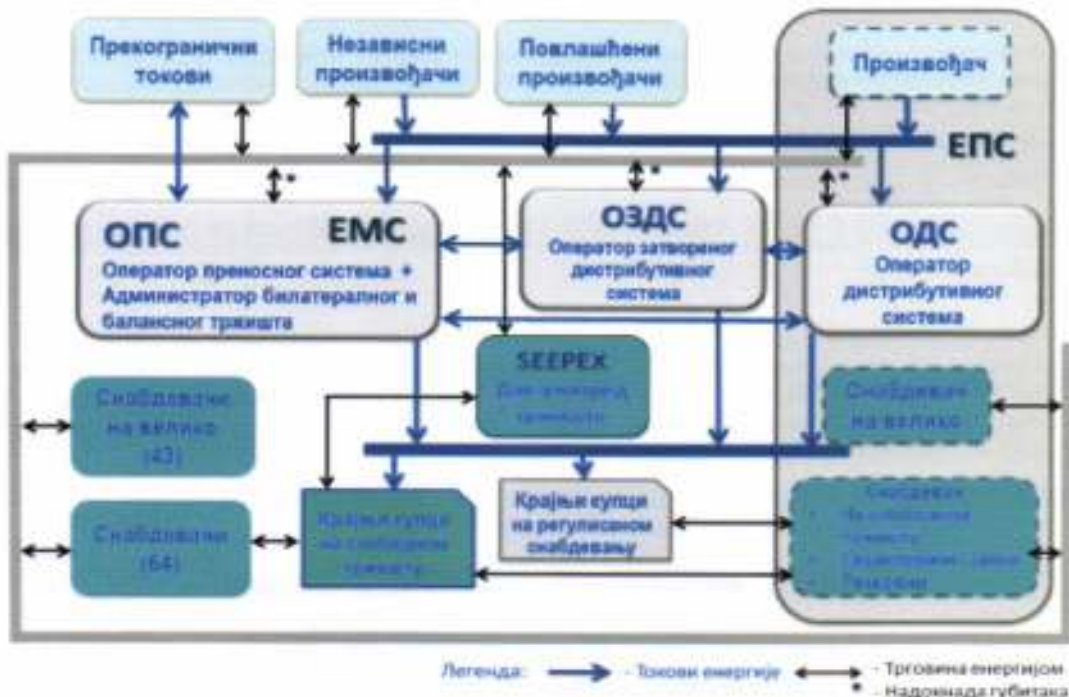 Прекогранични
токови
Независни
произвођачи
Повлашћени
произвођачи
Произвођач
ЕПС
*
*
*
ОПС ЕМС
Оператор преносног система +
Администратор билатералног и
балансног тржишта
ОЗДС
Оператор затвореног
дистрибутивног
система
ОДС
Оператор
дистрибутивног
система
SEEPEX
Снабдевачи
на велико
(43)
Снабдивач
на велико
Снабдевачи
(64)
Крајњи купци
на слободном
тржишту
Крајњи купци
на регулисаном
снабдевању
Снабдевач
Легенда: - Токови енергије - Трговина енергијом
* - Надокнада губитака